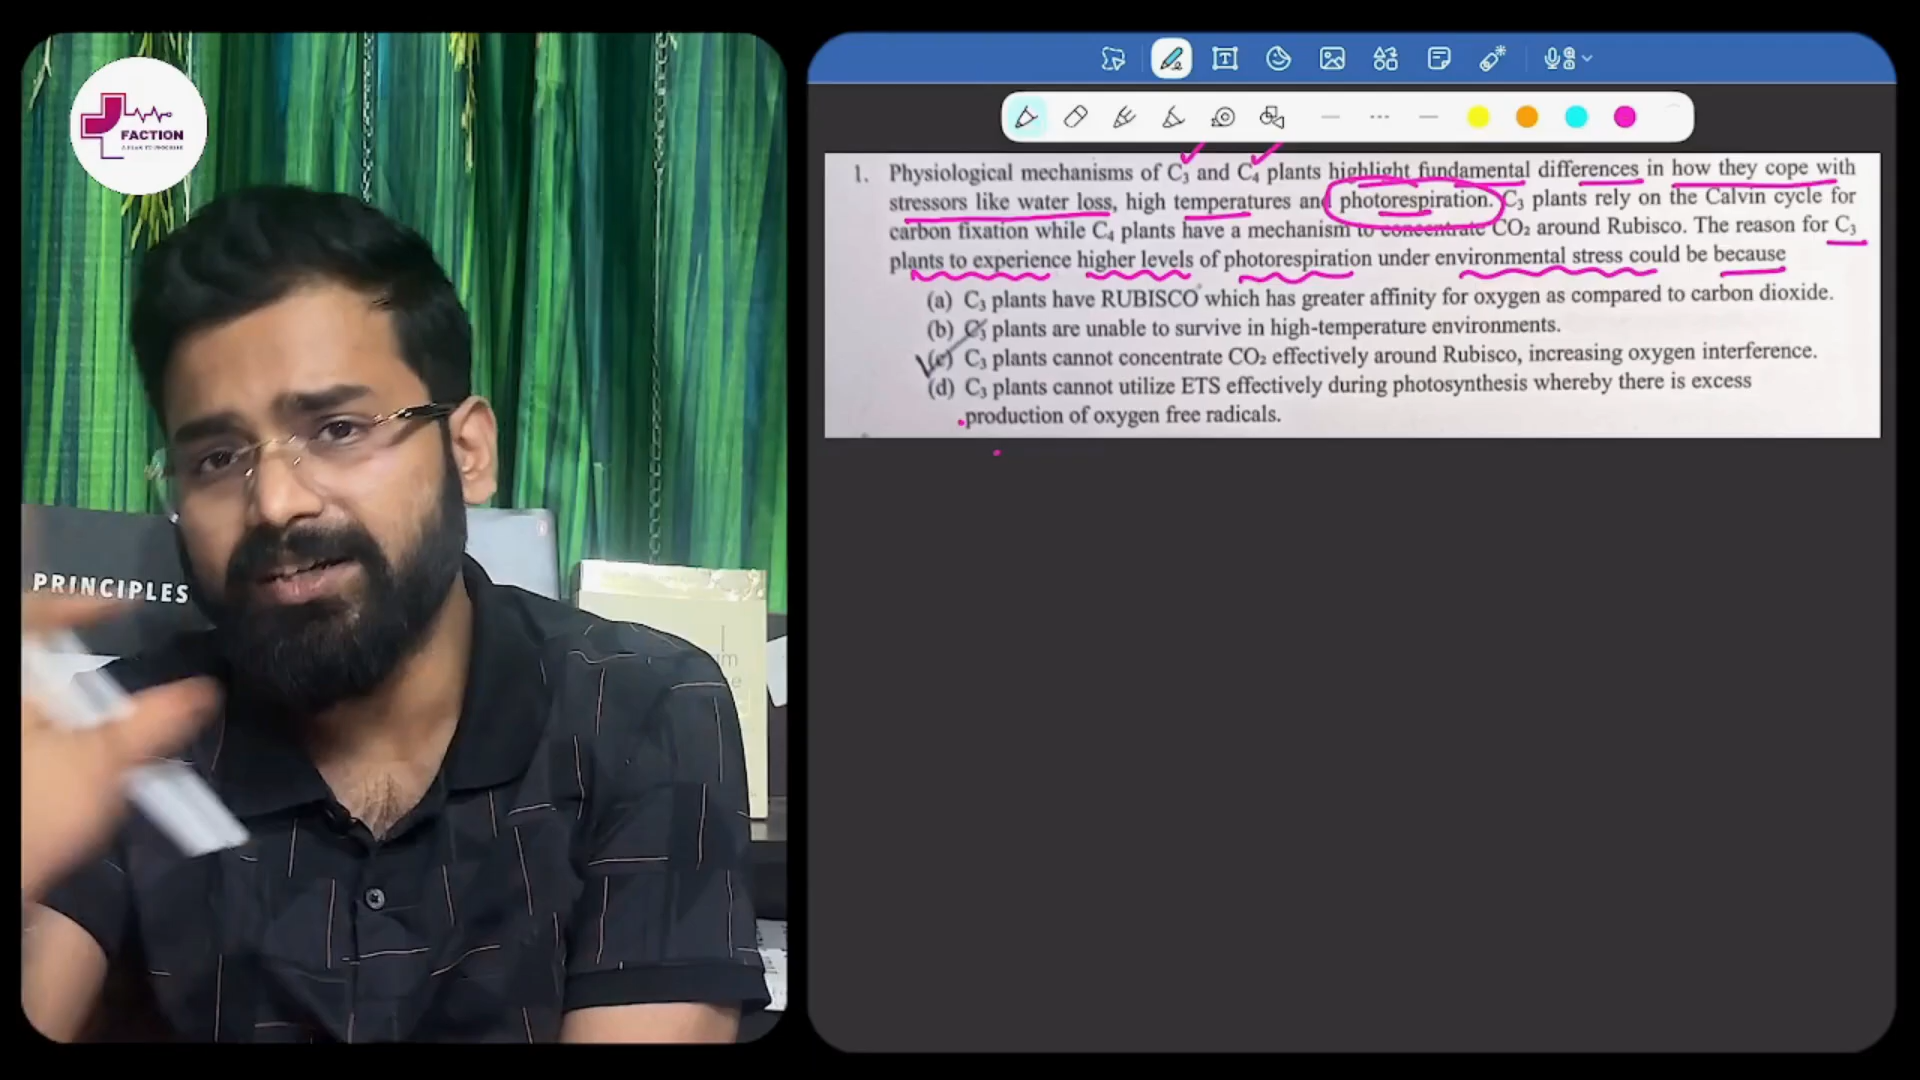 FACTION
PRINCIPLES
1. Physiological mechanisms of C₃ and C₄ plants highlight fundamental differences in how they cope with
stressors like water loss, high temperatures and photorespiration. C₃ plants rely on the Calvin cycle for
carbon fixation while C₄ plants have a mechanism to concentrate CO₂ around Rubisco. The reason for C₃
plants to experience higher levels of photorespiration under environmental stress could be because
(a) C₃ plants have RUBISCO which has greater affinity for oxygen as compared to carbon dioxide.
(b) C₃ plants are unable to survive in high-temperature environments.
(c) C₃ plants cannot concentrate CO₂ effectively around Rubisco, increasing oxygen interference.
(d) C₃ plants cannot utilize ETS effectively during photosynthesis whereby there is excess
production of oxygen free radicals.